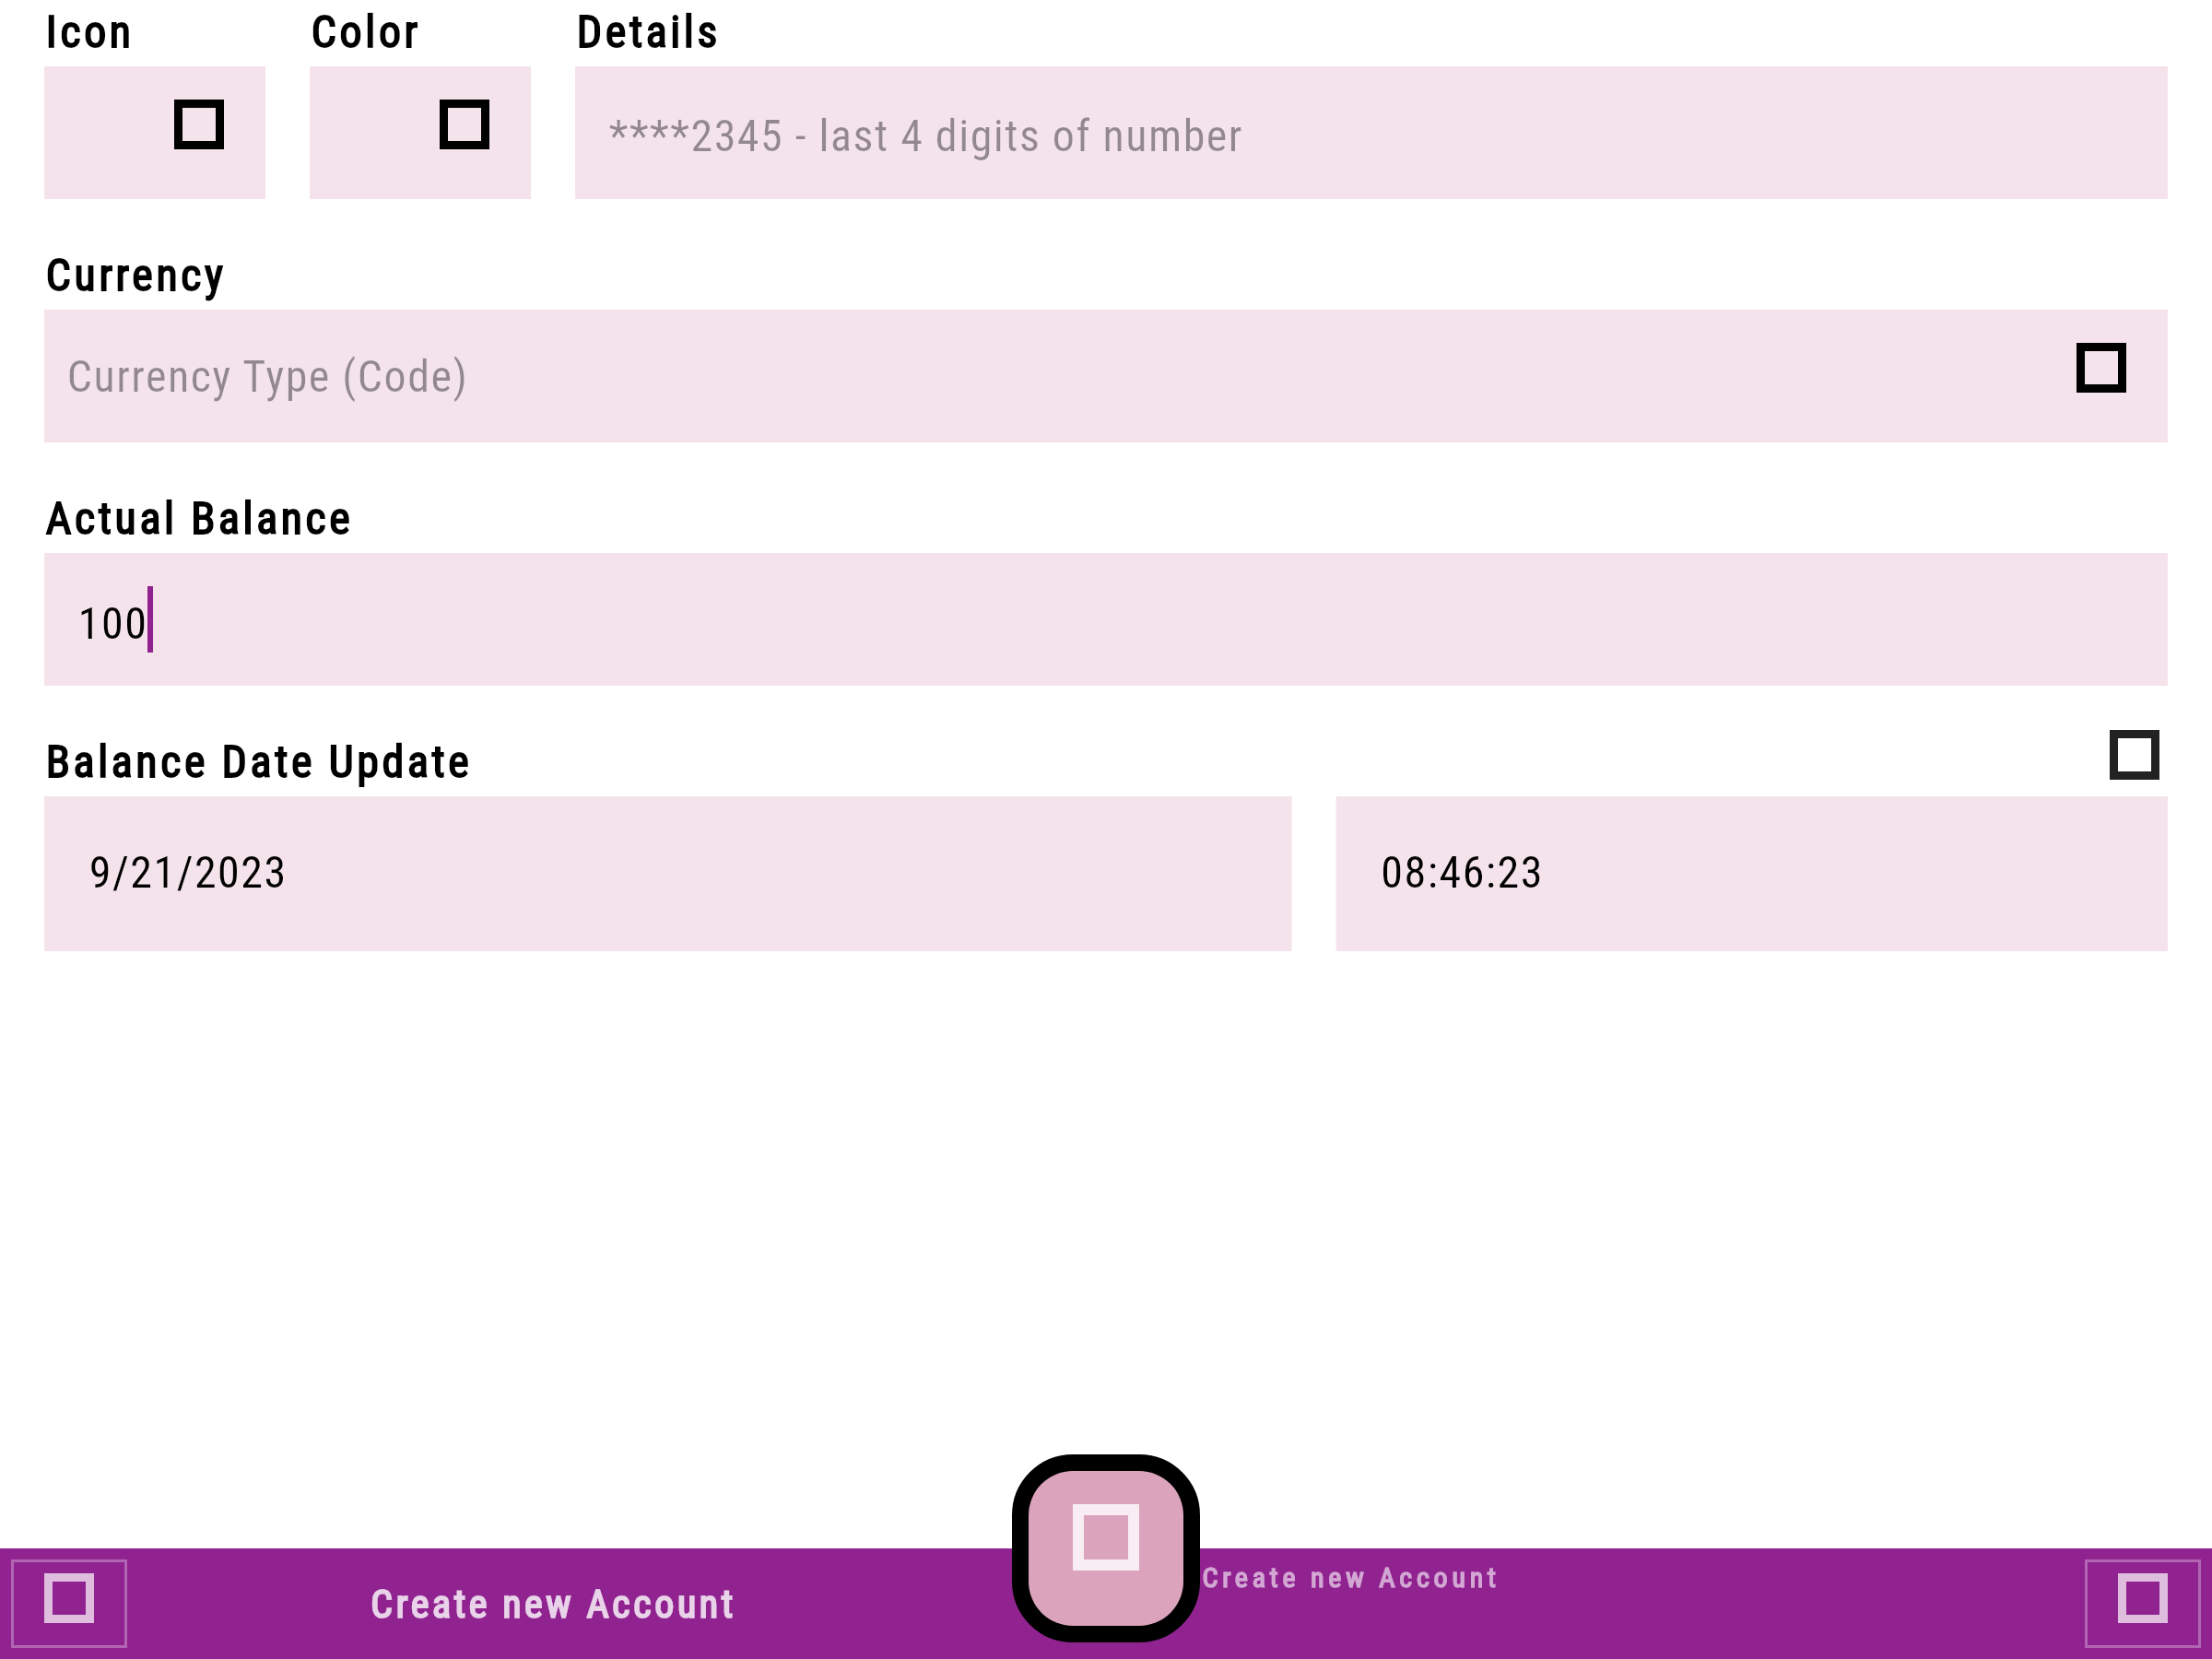 Icon
Color
Details
****2345 - last 4 digits of number
Currency
Currency Type (Code)
Actual Balance
100
Balance Date Update
9/21/2023
08:46:23
Create new Account
Create new Account